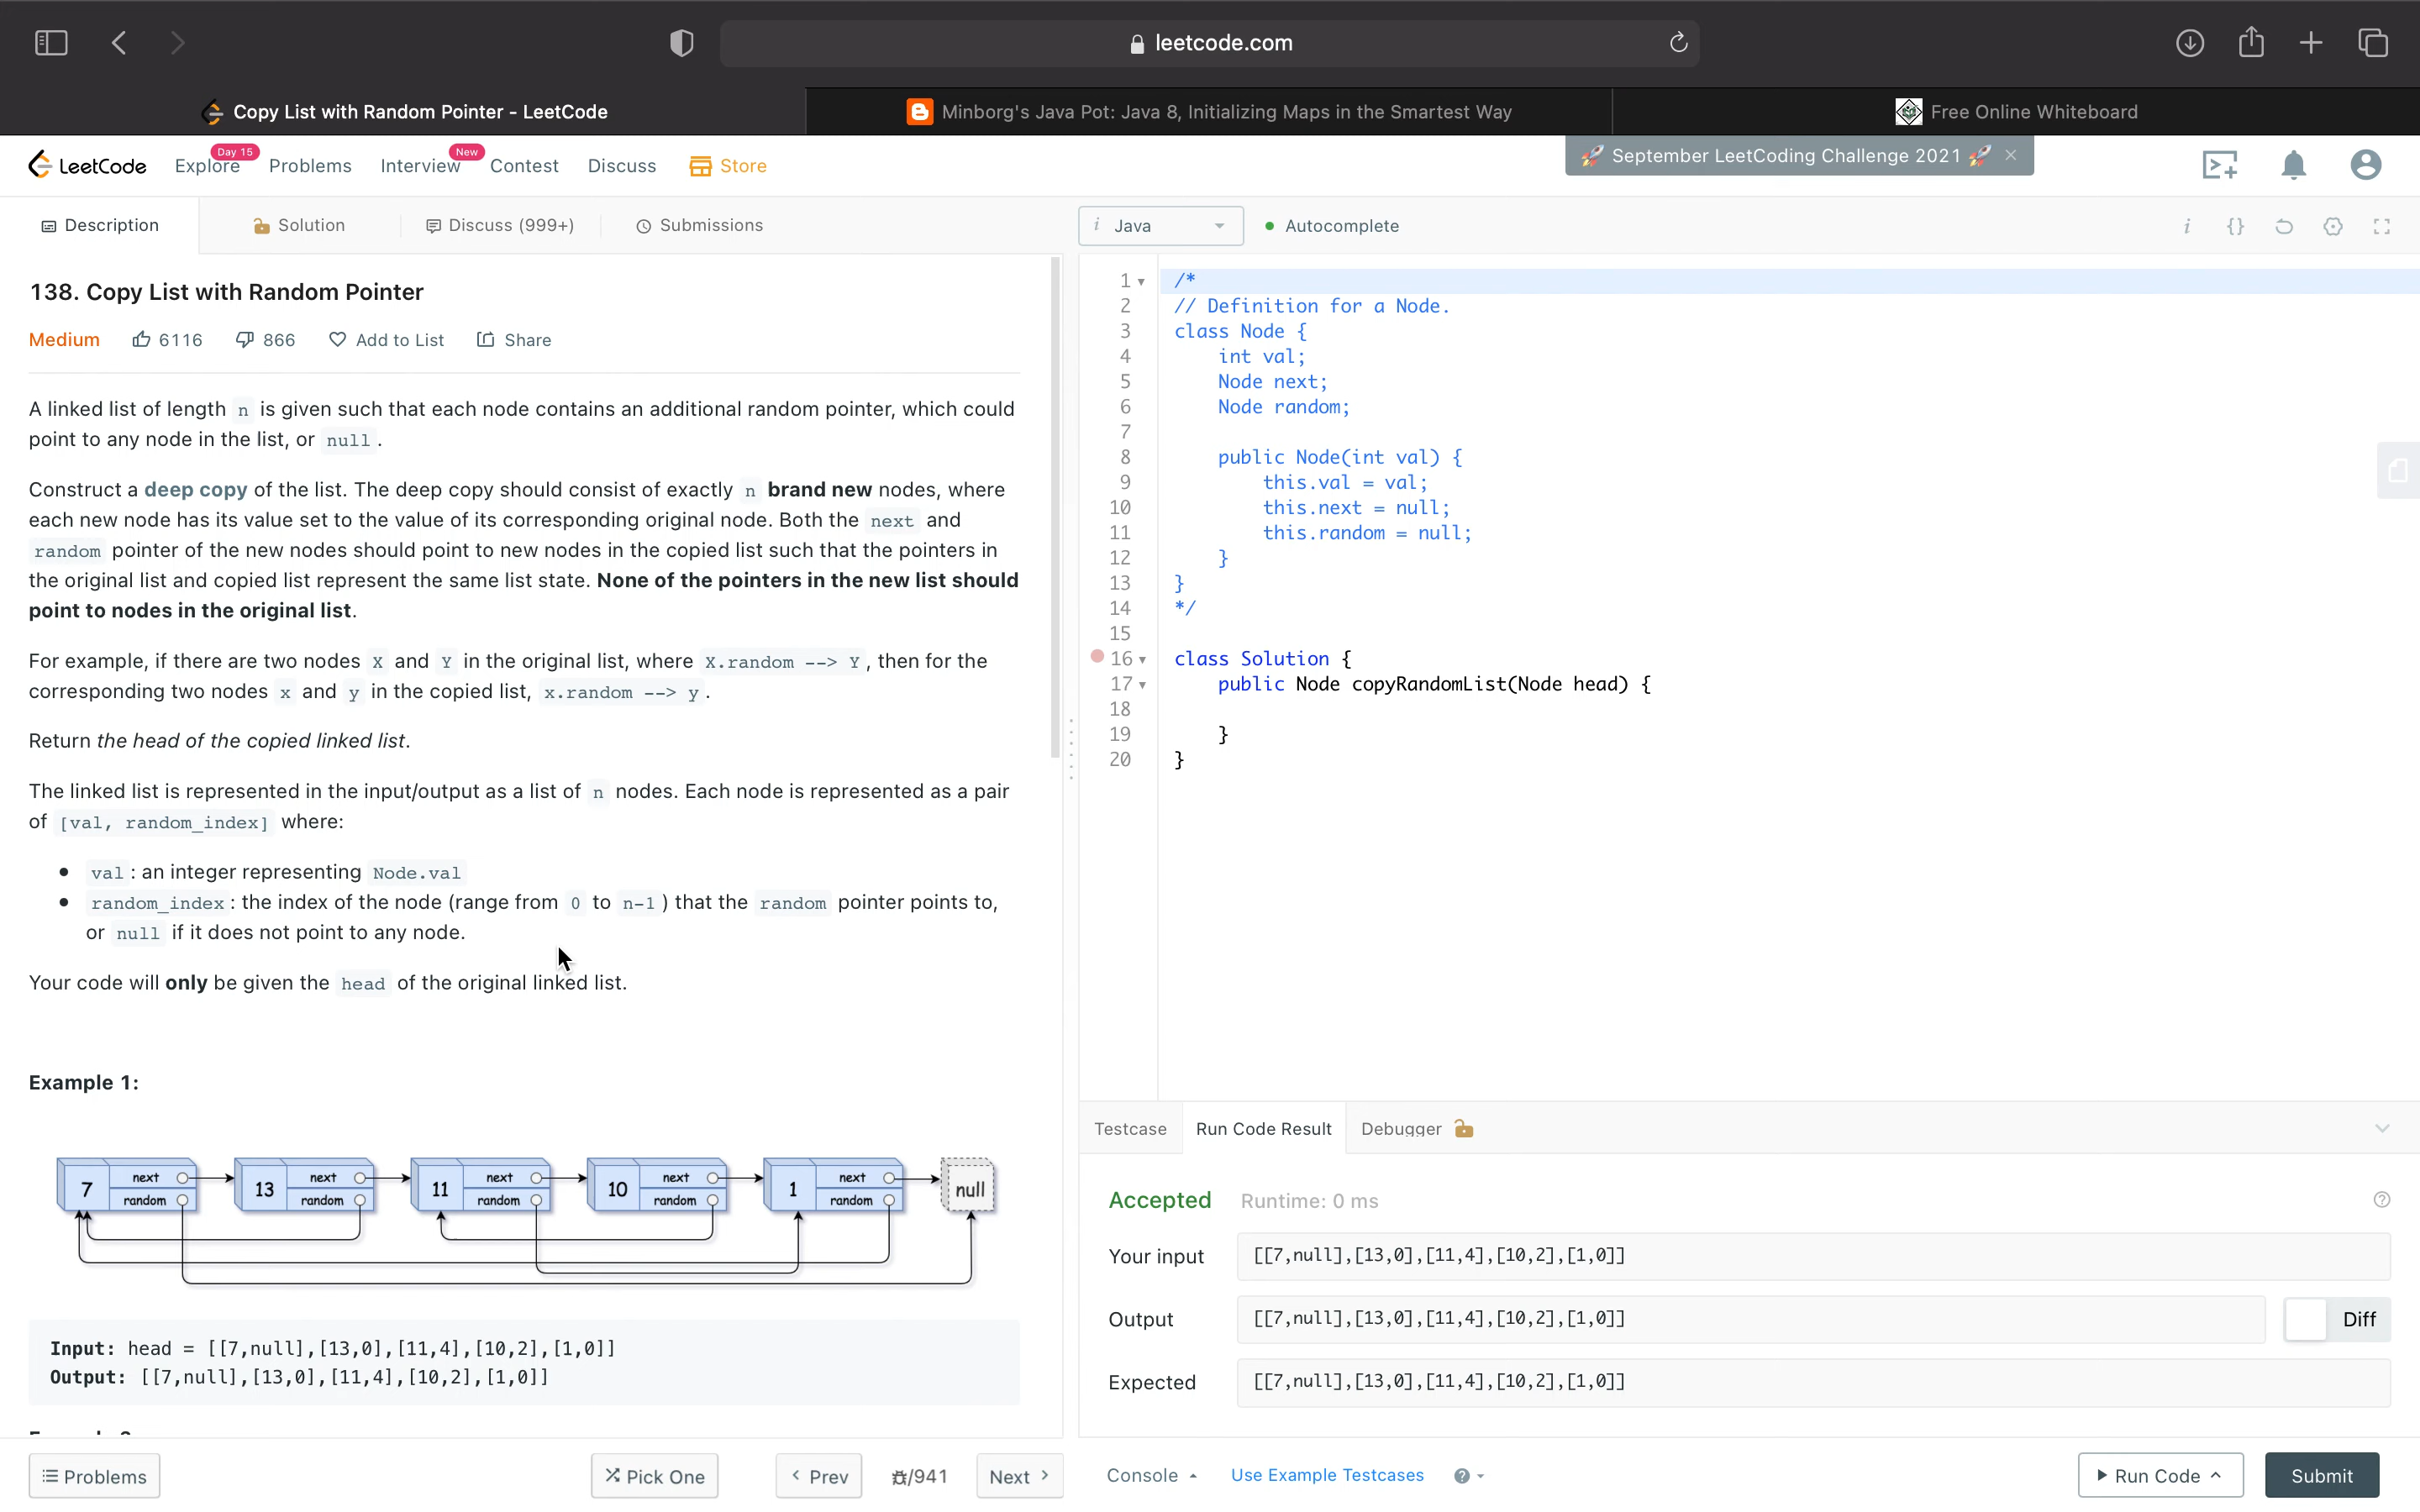 leetcode.com
Copy List with Random Pointer - LeetCode
Minborg's Java Pot: Java 8, Initializing Maps in the Smartest Way
Free Online Whiteboard
LeetCode
Explore
Day 15
Problems
Interview
New
Contest
Discuss
Store
🚀 September LeetCoding Challenge 2021 🚀 ×
Description
Solution
Discuss (999+)
Submissions
i Java
Autocomplete
i {}
138. Copy List with Random Pointer
Medium 6116 866 Add to List Share
A linked list of length n is given such that each node contains an additional random pointer, which could
point to any node in the list, or null.
Construct a deep copy of the list. The deep copy should consist of exactly n brand new nodes, where
each new node has its value set to the value of its corresponding original node. Both the next and
random pointer of the new nodes should point to new nodes in the copied list such that the pointers in
the original list and copied list represent the same list state. None of the pointers in the new list should
point to nodes in the original list.
For example, if there are two nodes X and Y in the original list, where X.random --> Y, then for the
corresponding two nodes x and y in the copied list, x.random --> y.
Return the head of the copied linked list.
The linked list is represented in the input/output as a list of n nodes. Each node is represented as a pair
of [val, random_index] where:
• val: an integer representing Node.val
• random_index: the index of the node (range from 0 to n-1) that the random pointer points to,
or null if it does not point to any node.
Your code will only be given the head of the original linked list.
Example 1:
7 next random
13 next random
11 next random
10 next random
1 next random
null
Input: head = [[7,null],[13,0],[11,4],[10,2],[1,0]]
Output: [[7,null],[13,0],[11,4],[10,2],[1,0]]
Problems
Pick One
Prev
/941
Next
1 /*
2 // Definition for a Node.
3 class Node {
4 int val;
5 Node next;
6 Node random;
7
8 public Node(int val) {
9 this.val = val;
10 this.next = null;
11 this.random = null;
12 }
13 }
14 */
15
16 class Solution {
17 public Node copyRandomList(Node head) {
18
19 }
20 }
Testcase
Run Code Result
Debugger
Accepted Runtime: 0 ms
Your input [[7,null],[13,0],[11,4],[10,2],[1,0]]
Output [[7,null],[13,0],[11,4],[10,2],[1,0]]
Diff
Expected [[7,null],[13,0],[11,4],[10,2],[1,0]]
Console
Use Example Testcases
Run Code
Submit